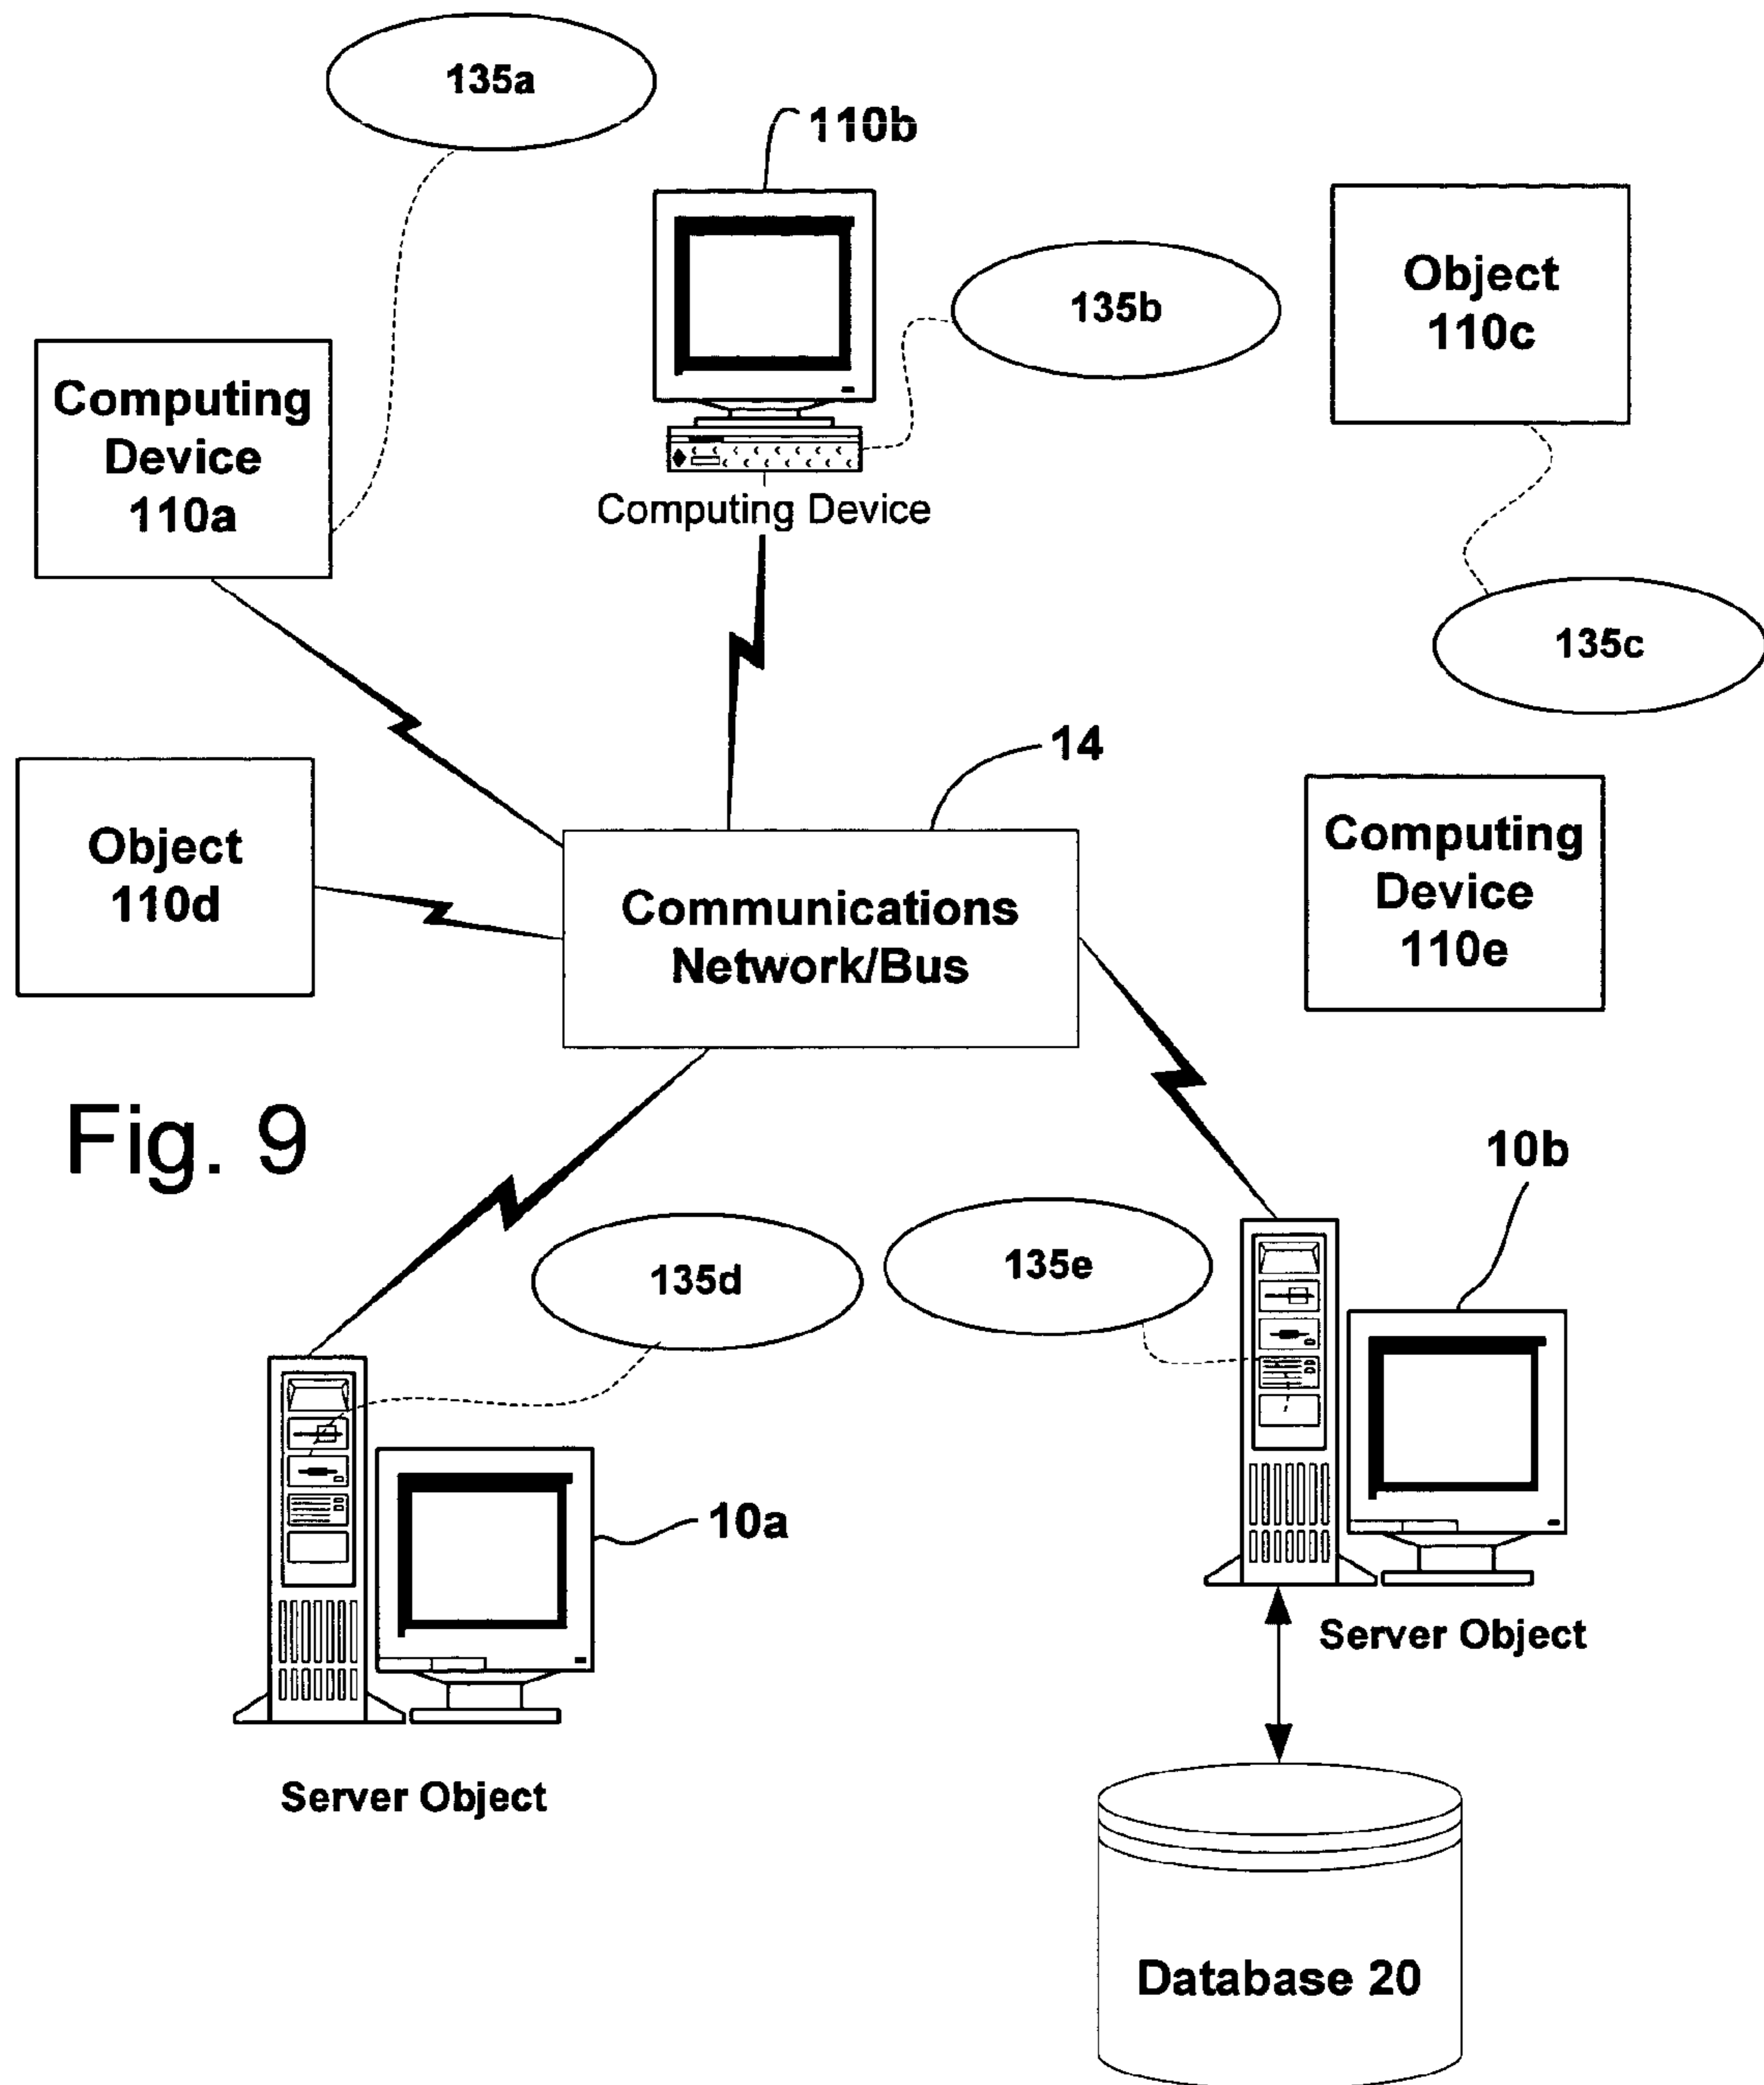 135a
110b
Object
110c
135b
Computing
Device
110a
Computing Device
135c
14
Object
110d
Computing
Device
110e
Communications
Network/Bus
Fig. 9
10b
135d
135e
10a
Server Object
Server Object
Database 20